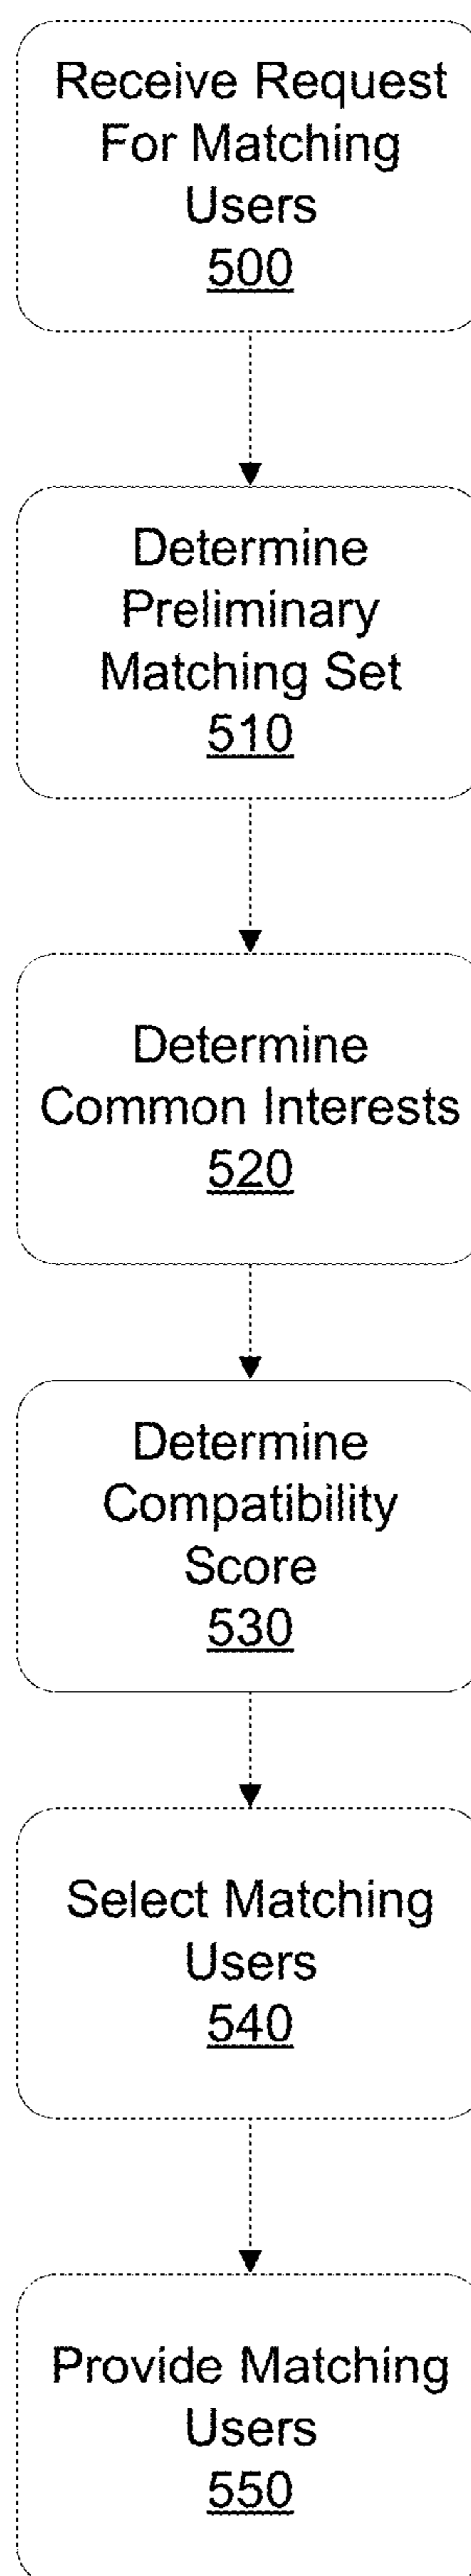 Receive Request
For Matching
Users
500
Determine
Preliminary
Matching Set
510
Determine
Common Interests
520
Determine
Compatibility
Score
530
Select Matching
Users
540
Provide Matching
Users
550